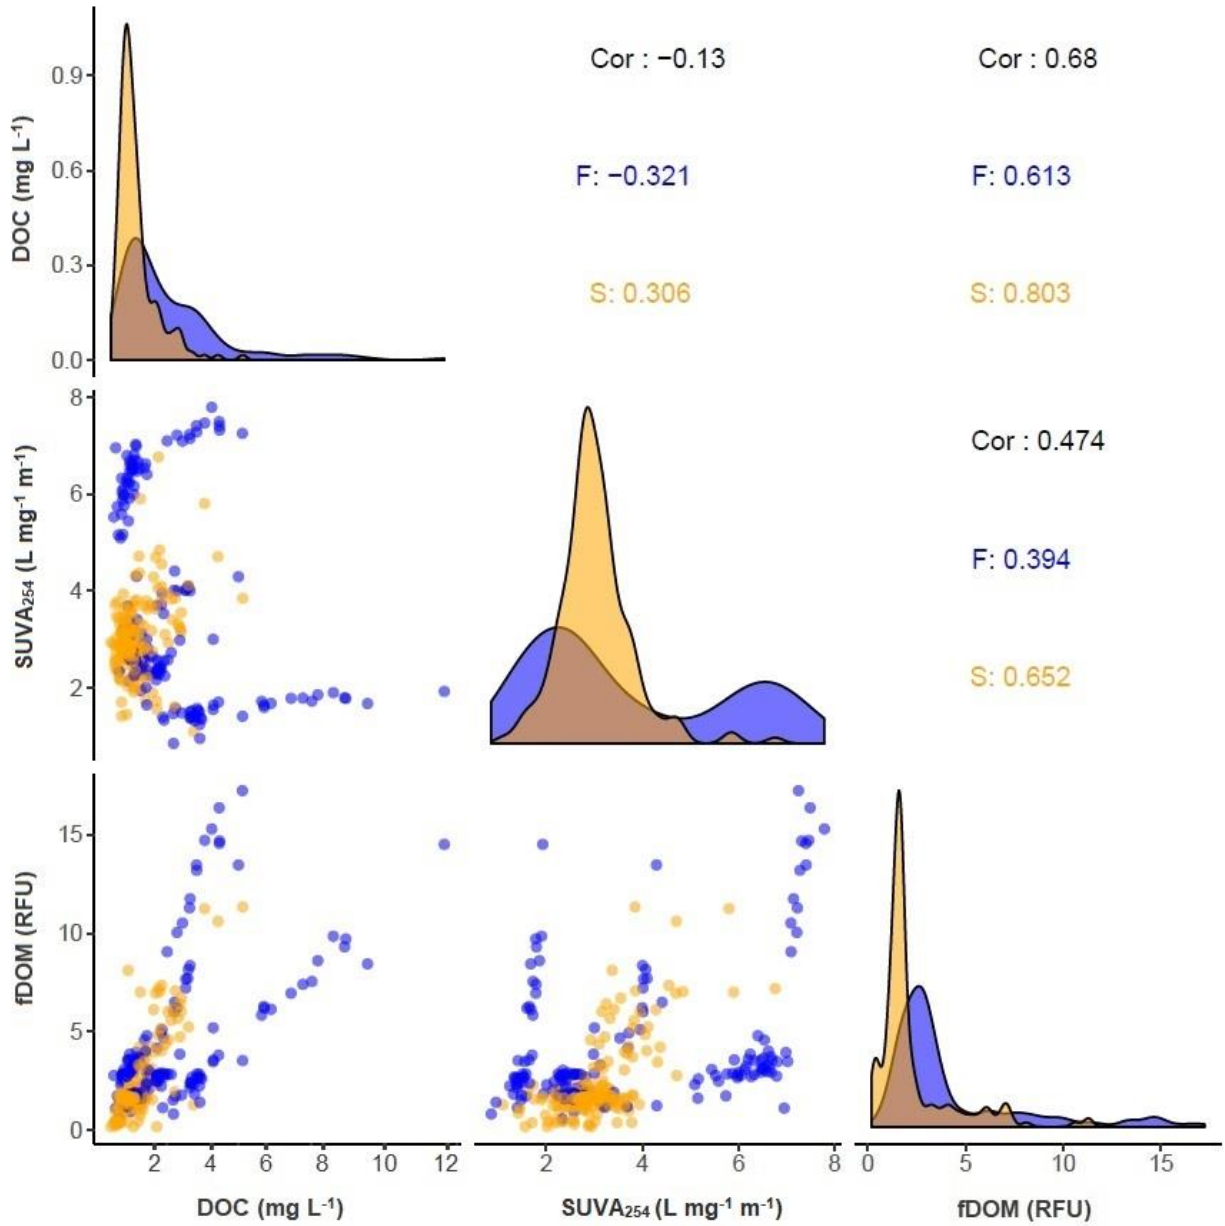 DOC (mg L⁻¹)
0.9
0.6
0.3
0.0
Cor : −0.13
F: −0.321
S: 0.306
Cor : 0.68
F: 0.613
S: 0.803
SUVA₂₅₄ (L mg⁻¹ m⁻¹)
8
6
4
2
Cor : 0.474
F: 0.394
S: 0.652
fDOM (RFU)
15
10
5
0
2 4 6 8 10 12
2 4 6 8
0 5 10 15
DOC (mg L⁻¹)
SUVA₂₅₄ (L mg⁻¹ m⁻¹)
fDOM (RFU)